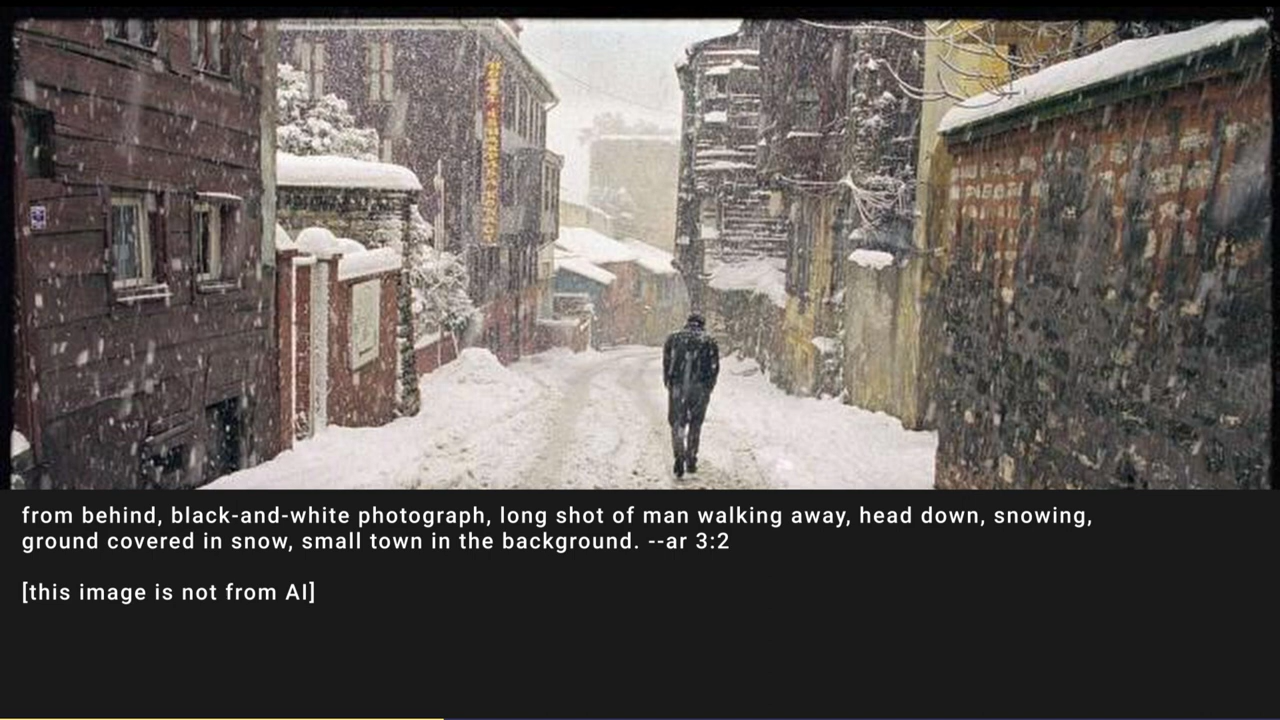 from behind, black-and-white photograph, long shot of man walking away, head down, snowing,
ground covered in snow, small town in the background. --ar 3:2
[this image is not from AI]